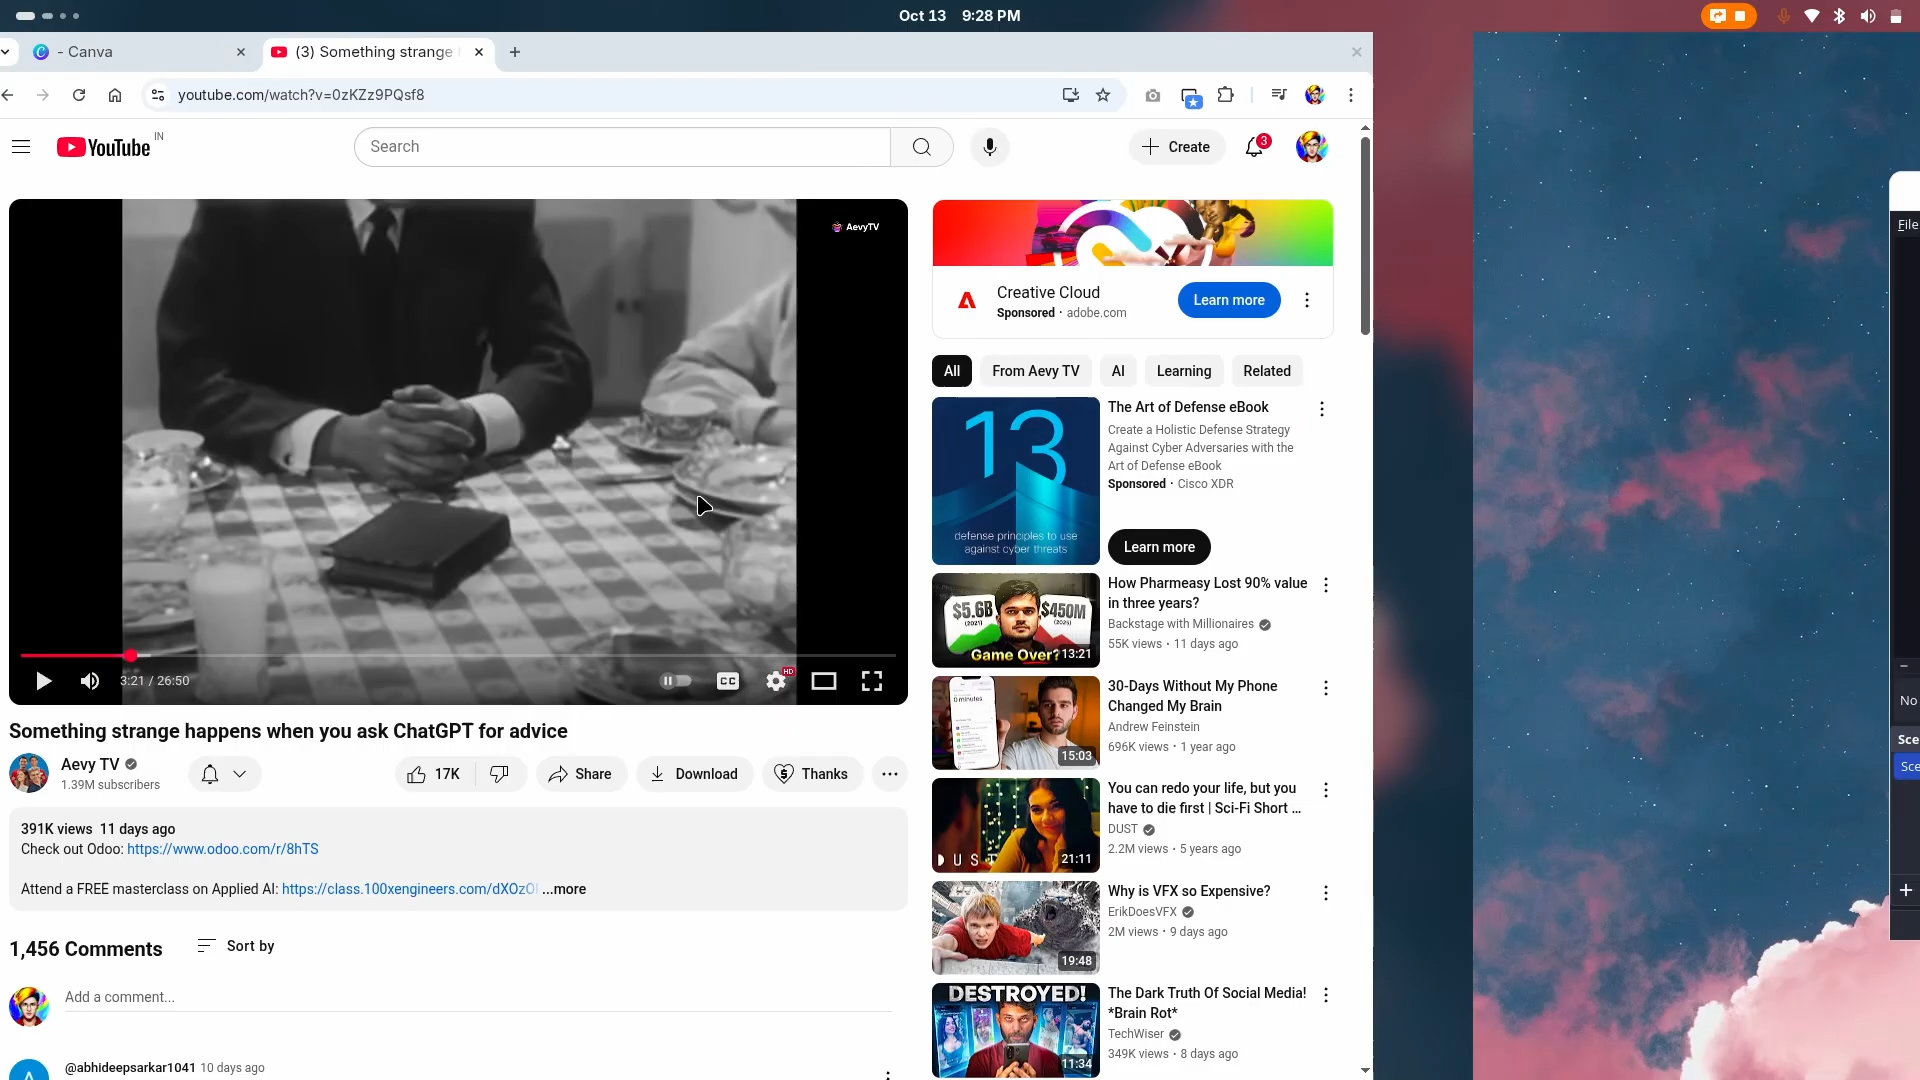 Oct 13 9:28 PM
- Canva
(3) Something strange
youtube.com/watch?v=0zKZz9PQsf8
YouTube IN
Search
Create
3
AevyTV
3:21 / 26:50
CC
HD
Something strange happens when you ask ChatGPT for advice
Aevy TV
1.39M subscribers
17K
Share
Download
Thanks
391K views 11 days ago
Check out Odoo: https://www.odoo.com/r/8hTS
Attend a FREE masterclass on Applied AI: https://class.100xengineers.com/dXOzO ...more
1,456 Comments
Sort by
Add a comment...
@abhideepsarkar1041 10 days ago
Creative Cloud
Sponsored · adobe.com
Learn more
All
From Aevy TV
AI
Learning
Related
13
defense principles to use
against cyber threats
The Art of Defense eBook
Create a Holistic Defense Strategy
Against Cyber Adversaries with the
Art of Defense eBook
Sponsored · Cisco XDR
Learn more
$5.6B
(2021)
$450M
(2025)
Game Over?
13:21
How Pharmeasy Lost 90% value
in three years?
Backstage with Millionaires
55K views · 11 days ago
0 minutes
15:03
30-Days Without My Phone
Changed My Brain
Andrew Feinstein
696K views · 1 year ago
DUST
21:11
You can redo your life, but you
have to die first | Sci-Fi Short ...
DUST
2.2M views · 5 years ago
19:48
Why is VFX so Expensive?
ErikDoesVFX
2M views · 9 days ago
DESTROYED!
11:34
The Dark Truth Of Social Media!
*Brain Rot*
TechWiser
349K views · 8 days ago
File
No
Sce
Sce